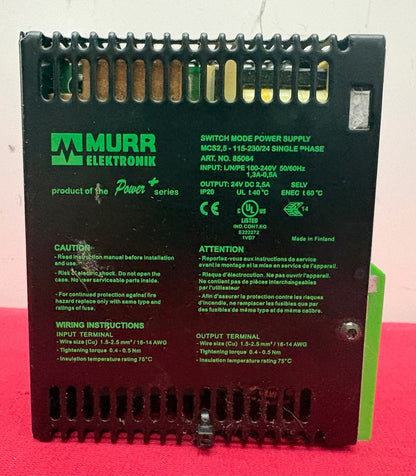 MURR
ELEKTRONIK
product of the Power+ series
SWITCH MODE POWER SUPPLY
MCS2,5 - 115-230/24 SINGLE PHASE
ART. NO. 85064
INPUT: L/N/PE 100-240V 50/60Hz
1,3A-0,5A
OUTPUT: 24V DC 2,5A SELV
IP20 UL t 40°C ENEC t 60°C
CE UL US 14
LISTED
IND.CONT.EQ
E223272
1VD7
Made in Finland
CAUTION
- Read instruction manual before installation
and use.
- Risk of electric shock. Do not open the
case. No user serviceable parts inside.
- For continued protection against fire
hazard replace only with same type and
ratings of fuse.
ATTENTION
- Reportez-vous aux instructions de service
avant le montage et la mise en service de l'appareil.
- Risque d'électrocution. Ne pas ouvrir l'appareil.
Ne contient pas de pièces interchangeables
par l'utilisateur
- Afin d'assurer la protection contre les risques
d'incendie, ne remplacer les fusibles que par
des fusibles de même type et du même calibre.
WIRING INSTRUCTIONS
INPUT TERMINAL
- Wire size (Cu) 1.5-2.5 mm² / 16-14 AWG
- Tightening torque 0.4 - 0.5 Nm
- Insulation temperature rating 75°C
OUTPUT TERMINAL
- Wire size (Cu) 1.5-2.5 mm² / 16-14 AWG
- Tightening torque 0.4-0.5 Nm
- Insulation temperature rating 75°C